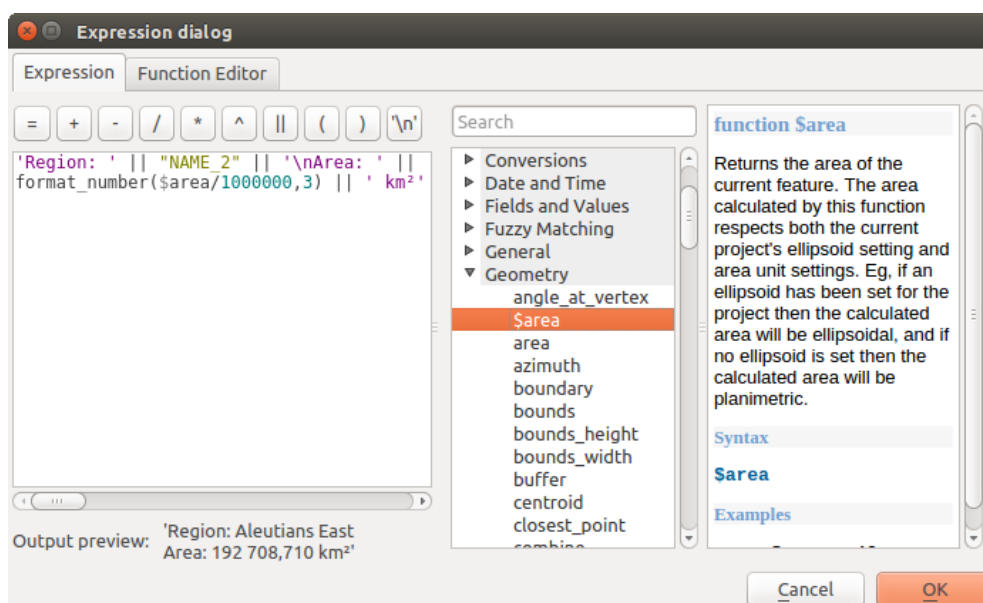 Expression dialog
Expression
Function Editor
= + - / * ^ || ( ) '\n'
'Region: ' || "NAME_2" || '\nArea: ' ||
format_number($area/1000000,3) || ' km²'
Output preview:
'Region: Aleutians East
Area: 192 708,710 km²'
Search
Conversions
Date and Time
Fields and Values
Fuzzy Matching
General
Geometry
angle_at_vertex
$area
area
azimuth
boundary
bounds
bounds_height
bounds_width
buffer
centroid
closest_point
combine
function $area
Returns the area of the
current feature. The area
calculated by this function
respects both the current
project's ellipsoid setting and
area unit settings. Eg, if an
ellipsoid has been set for the
project then the calculated
area will be ellipsoidal, and if
no ellipsoid is set then the
calculated area will be
planimetric.
Syntax
$area
Examples
Cancel
OK